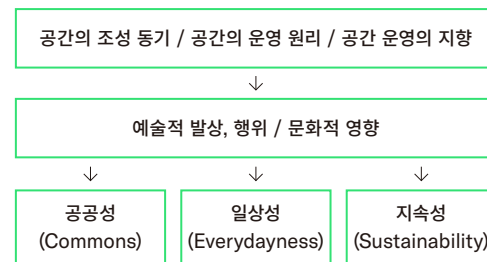 공간의 조성 동기 / 공간의 운영 원리 / 공간 운영의 지향
예술적 발상, 행위 / 문화적 영향
공공성
(Commons)
일상성
(Everydayness)
지속성
(Sustainability)